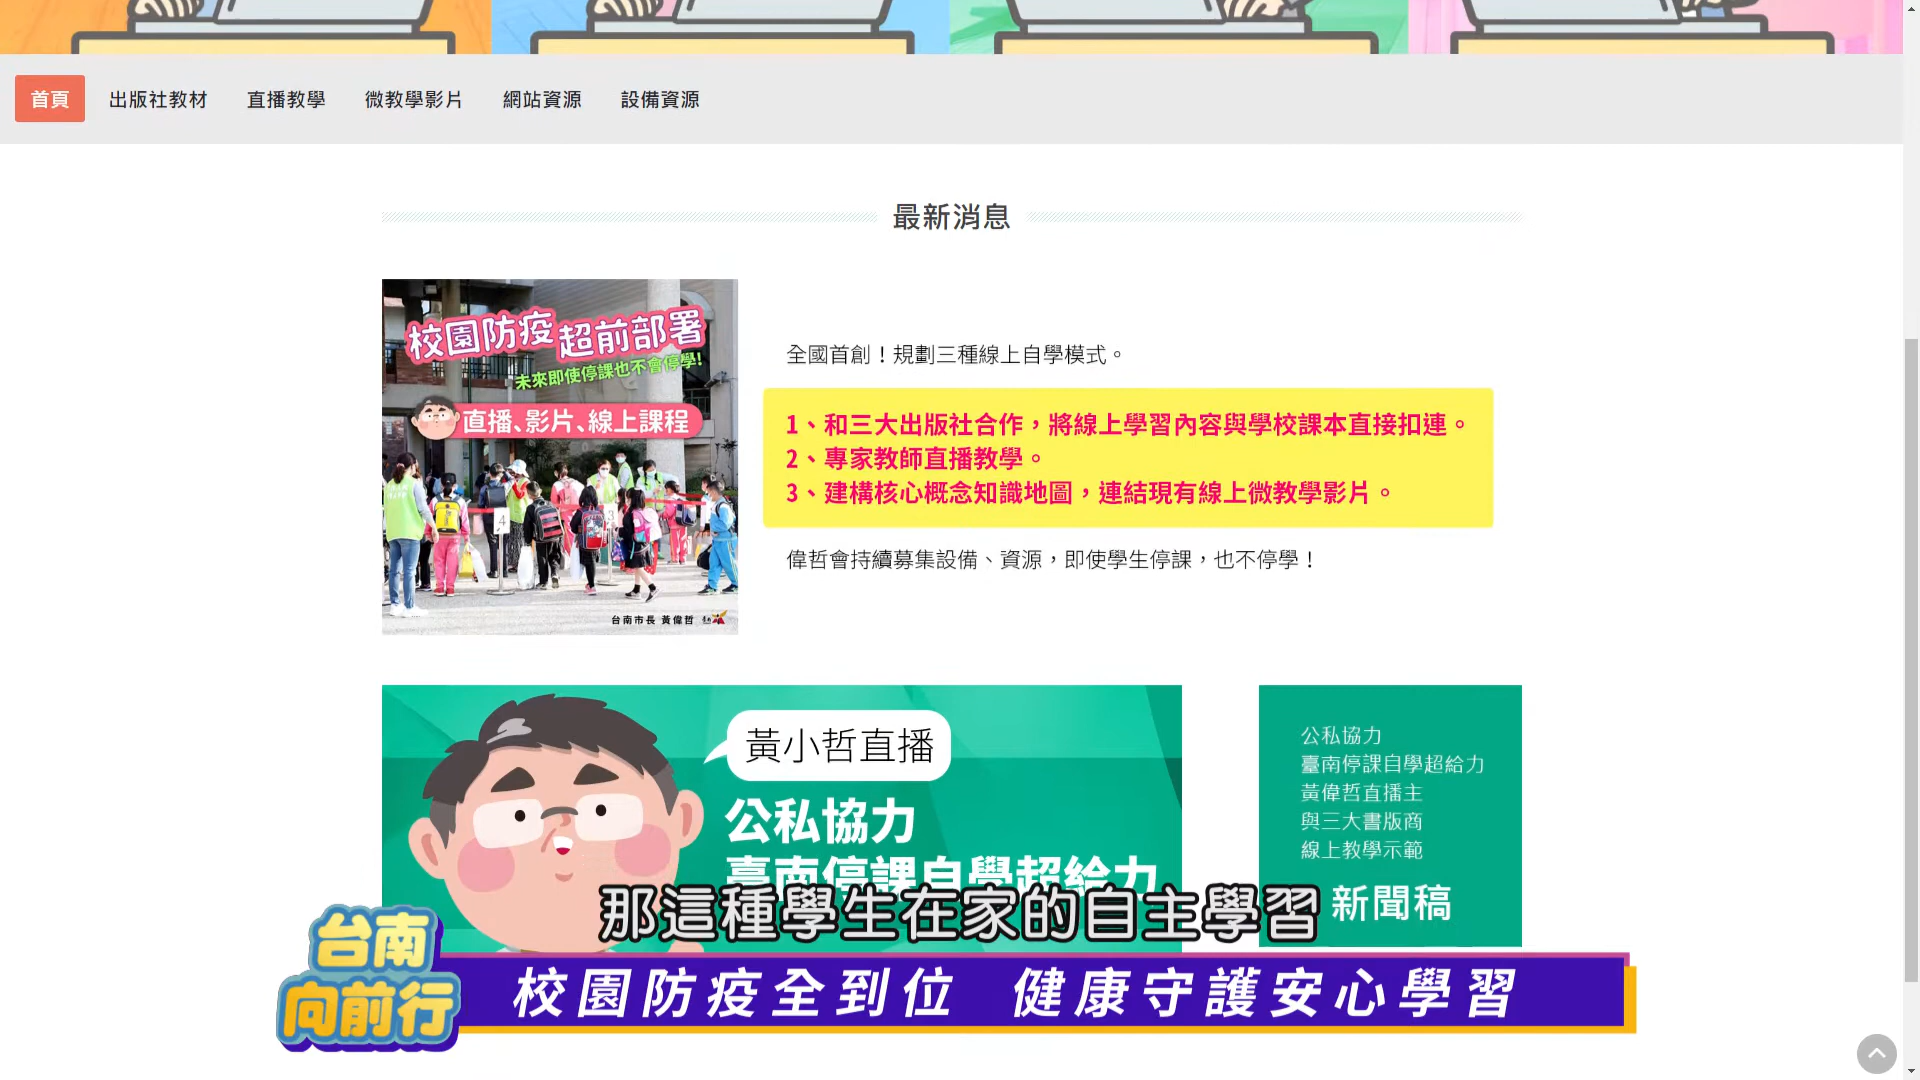 首頁 出版社教材 直播教學 微教學影片 網站資源 設備資源
最新消息
校園防疫超前部署
未來即使停課也不會停學!
直播、影片、線上課程
4
3
台南市長 黃偉哲
全國首創！規劃三種線上自學模式。
1、和三大出版社合作，將線上學習內容與學校課本直接扣連。
2、專家教師直播教學。
3、建構核心概念知識地圖，連結現有線上微教學影片。
偉哲會持續募集設備、資源，即使學生停課，也不停學！
黃小哲直播
公私協力
臺南停課自學超給力
公私協力
臺南停課自學超給力
黃偉哲直播主
與三大書版商
線上教學示範
新聞稿
那這種學生在家的自主學習
台南
向前行
校園防疫全到位 健康守護安心學習